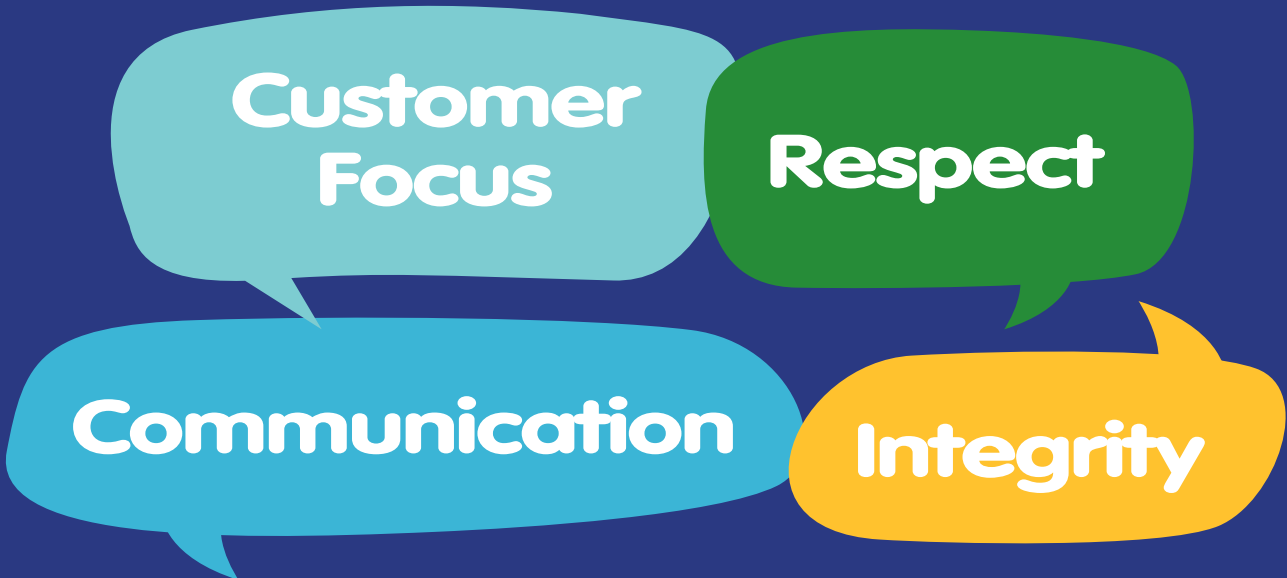 Customer
Focus
Respect
Communication
Integrity